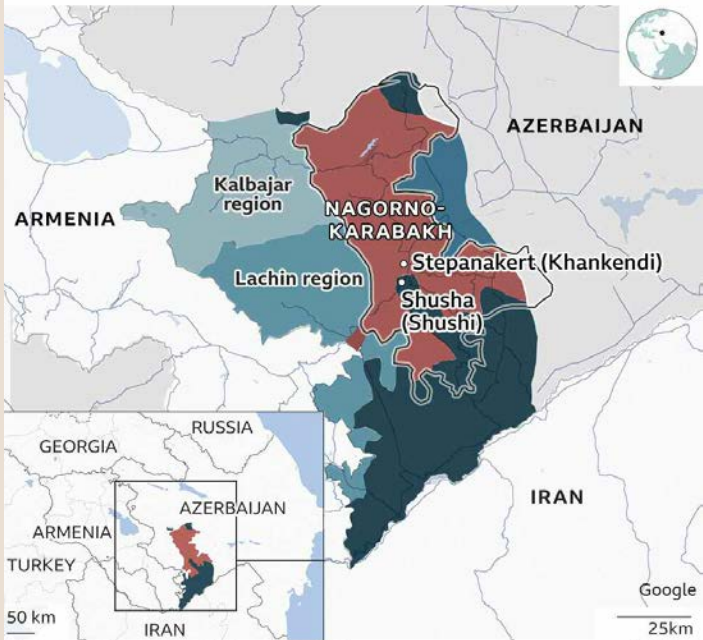 AZERBAIJAN
Kalbajar
region
ARMENIA
NAGORNO-
KARABAKH
Stepanakert (Khankendi)
Lachin region
Shusha
(Shushi)
IRAN
Google
25km
RUSSIA
GEORGIA
AZERBAIJAN
ARMENIA
TURKEY
50 km
IRAN